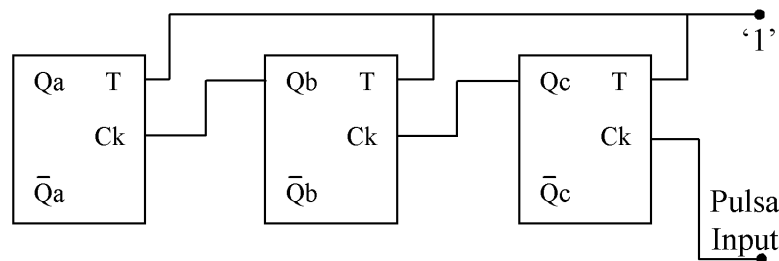 ‘1’
Qa T
Ck
Q̄a
Qb T
Ck
Q̄b
Qc T
Ck
Q̄c
Pulsa
Input